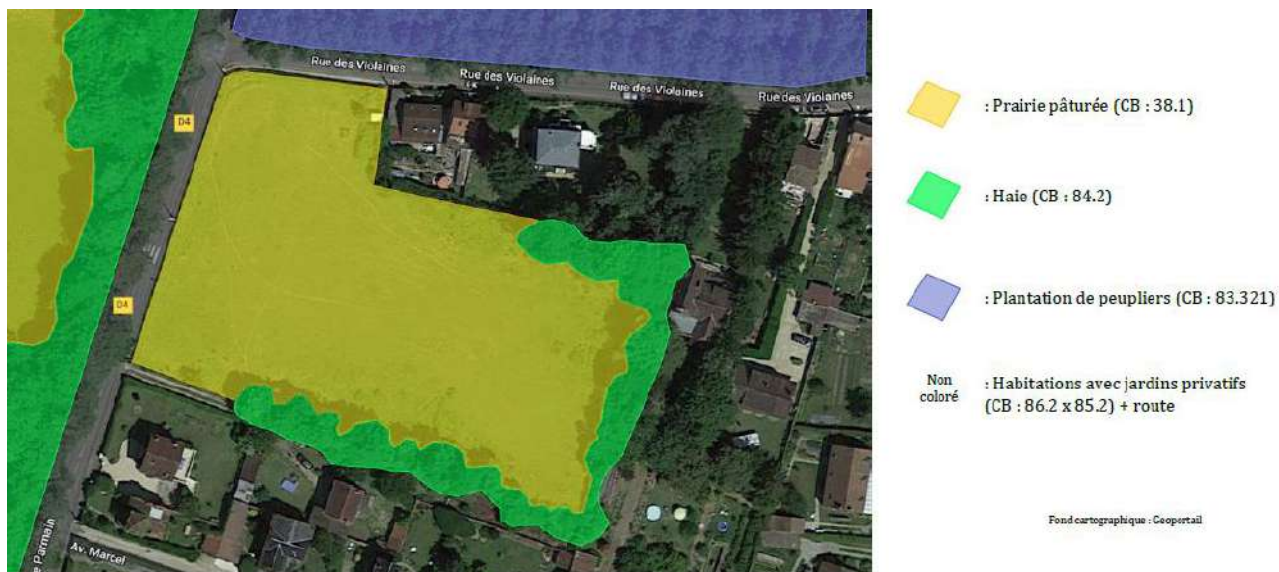 Rue des Violaines
Rue des Violaines
Rue des Violaines
Rue des Violaines
D4
D4
e Parmain
Av. Marcel
: Prairie pâturée (CB : 38.1)
: Haie (CB : 84.2)
: Plantation de peupliers (CB : 83.321)
Non
coloré
: Habitations avec jardins privatifs
(CB : 86.2 x 85.2) + route
Fond cartographique : Geoportail